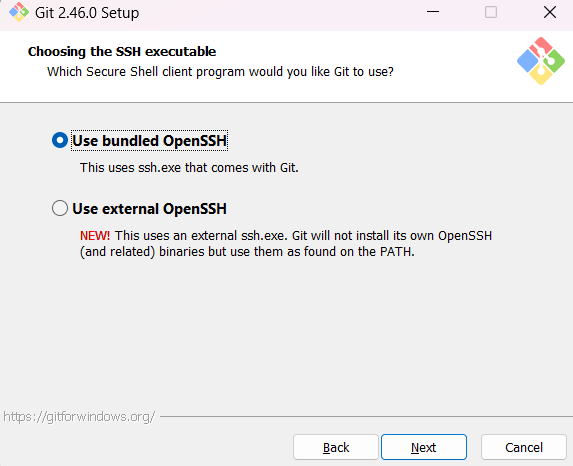 Git 2.46.0 Setup
Choosing the SSH executable
Which Secure Shell client program would you like Git to use?
Use bundled OpenSSH
This uses ssh.exe that comes with Git.
Use external OpenSSH
NEW! This uses an external ssh.exe. Git will not install its own OpenSSH
(and related) binaries but use them as found on the PATH.
https://gitforwindows.org/
Back Next Cancel